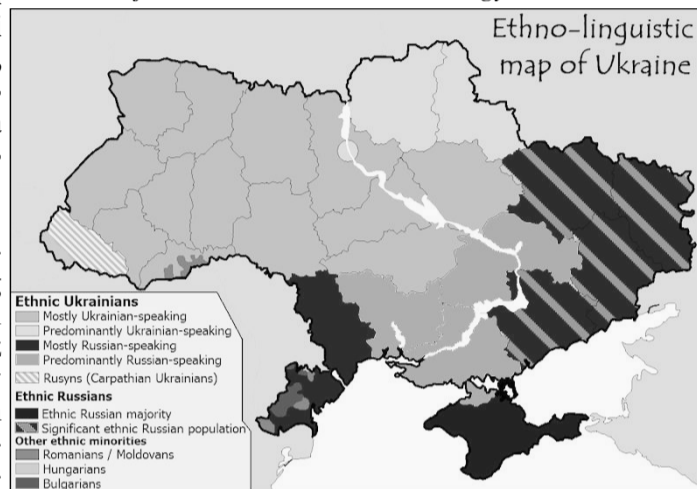 Ethno-linguistic
map of Ukraine
Ethnic Ukrainians
Mostly Ukrainian-speaking
Predominantly Ukrainian-speaking
Mostly Russian-speaking
Predominantly Russian-speaking
Rusyns (Carpathian Ukrainians)
Ethnic Russians
Ethnic Russian majority
Significant ethnic Russian population
Other ethnic minorities
Romanians / Moldovans
Hungarians
Bulgarians